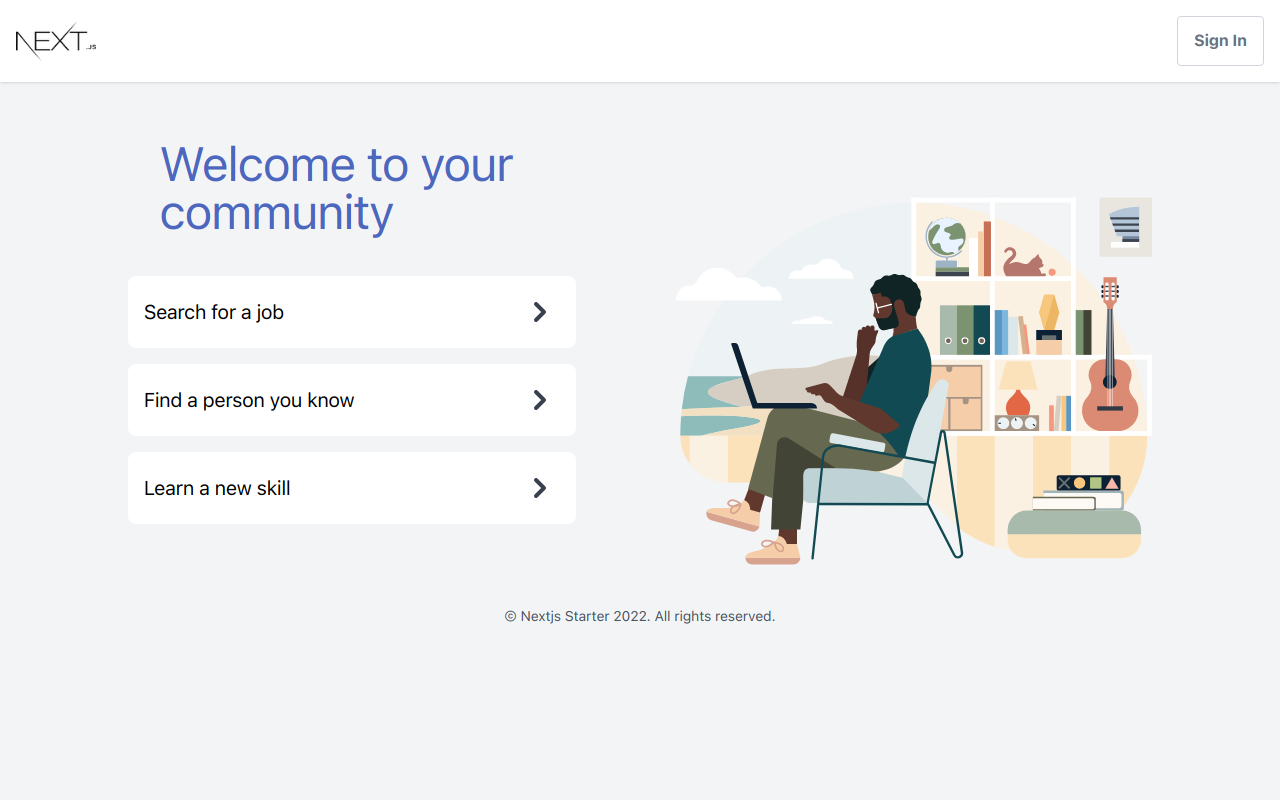 NEXT.JS
Sign In
Welcome to your
community
Search for a job
Find a person you know
Learn a new skill
© Nextjs Starter 2022. All rights reserved.